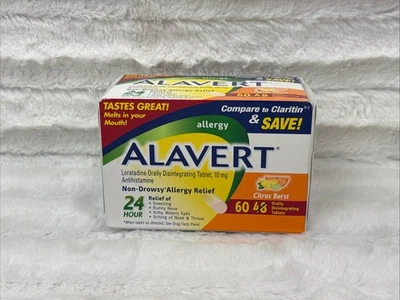 ALAVERT
TASTES GREAT!
Melts in your
Mouth!
Compare to Claritin®†
& SAVE!
allergy
ALAVERT®
Loratadine Orally Disintegrating Tablet, 10 mg
Antihistamine
Non-Drowsy* Allergy Relief
24
HOUR
Relief of
• Sneezing
• Runny Nose
• Itchy, Watery Eyes
• Itching of Nose & Throat
*When taken as directed. See Drug Facts Panel.
Citrus Burst
60 48 Orally
Disintegrating
Tablets